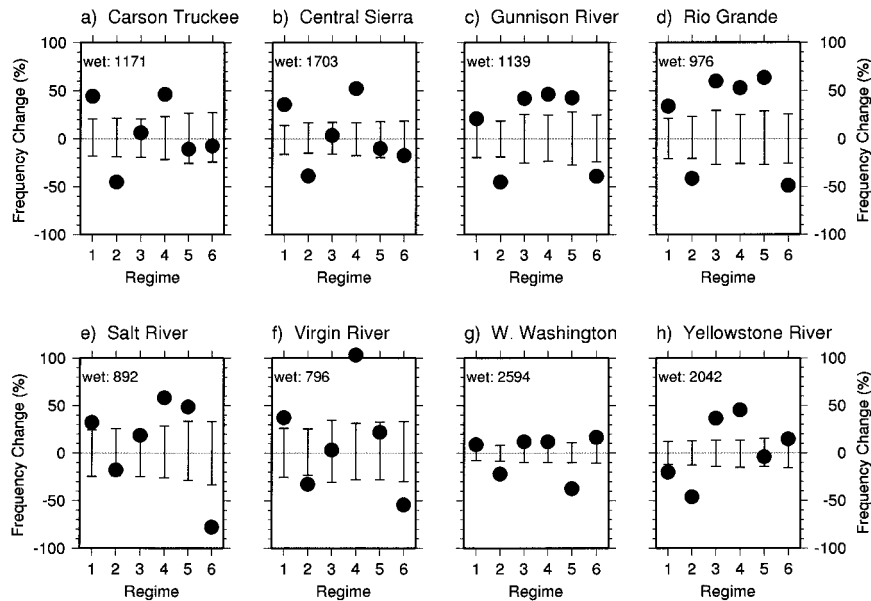 a) Carson Truckee
b) Central Sierra
c) Gunnison River
d) Rio Grande
Frequency Change (%)
100
50
0
-50
-100
wet: 1171
wet: 1703
wet: 1139
wet: 976
100
50
0
-50
-100
Frequency Change (%)
1 2 3 4 5 6
1 2 3 4 5 6
1 2 3 4 5 6
1 2 3 4 5 6
Regime
Regime
Regime
Regime
e) Salt River
f) Virgin River
g) W. Washington
h) Yellowstone River
Frequency Change (%)
100
50
0
-50
-100
wet: 892
wet: 796
wet: 2594
wet: 2042
100
50
0
-50
-100
Frequency Change (%)
1 2 3 4 5 6
1 2 3 4 5 6
1 2 3 4 5 6
1 2 3 4 5 6
Regime
Regime
Regime
Regime